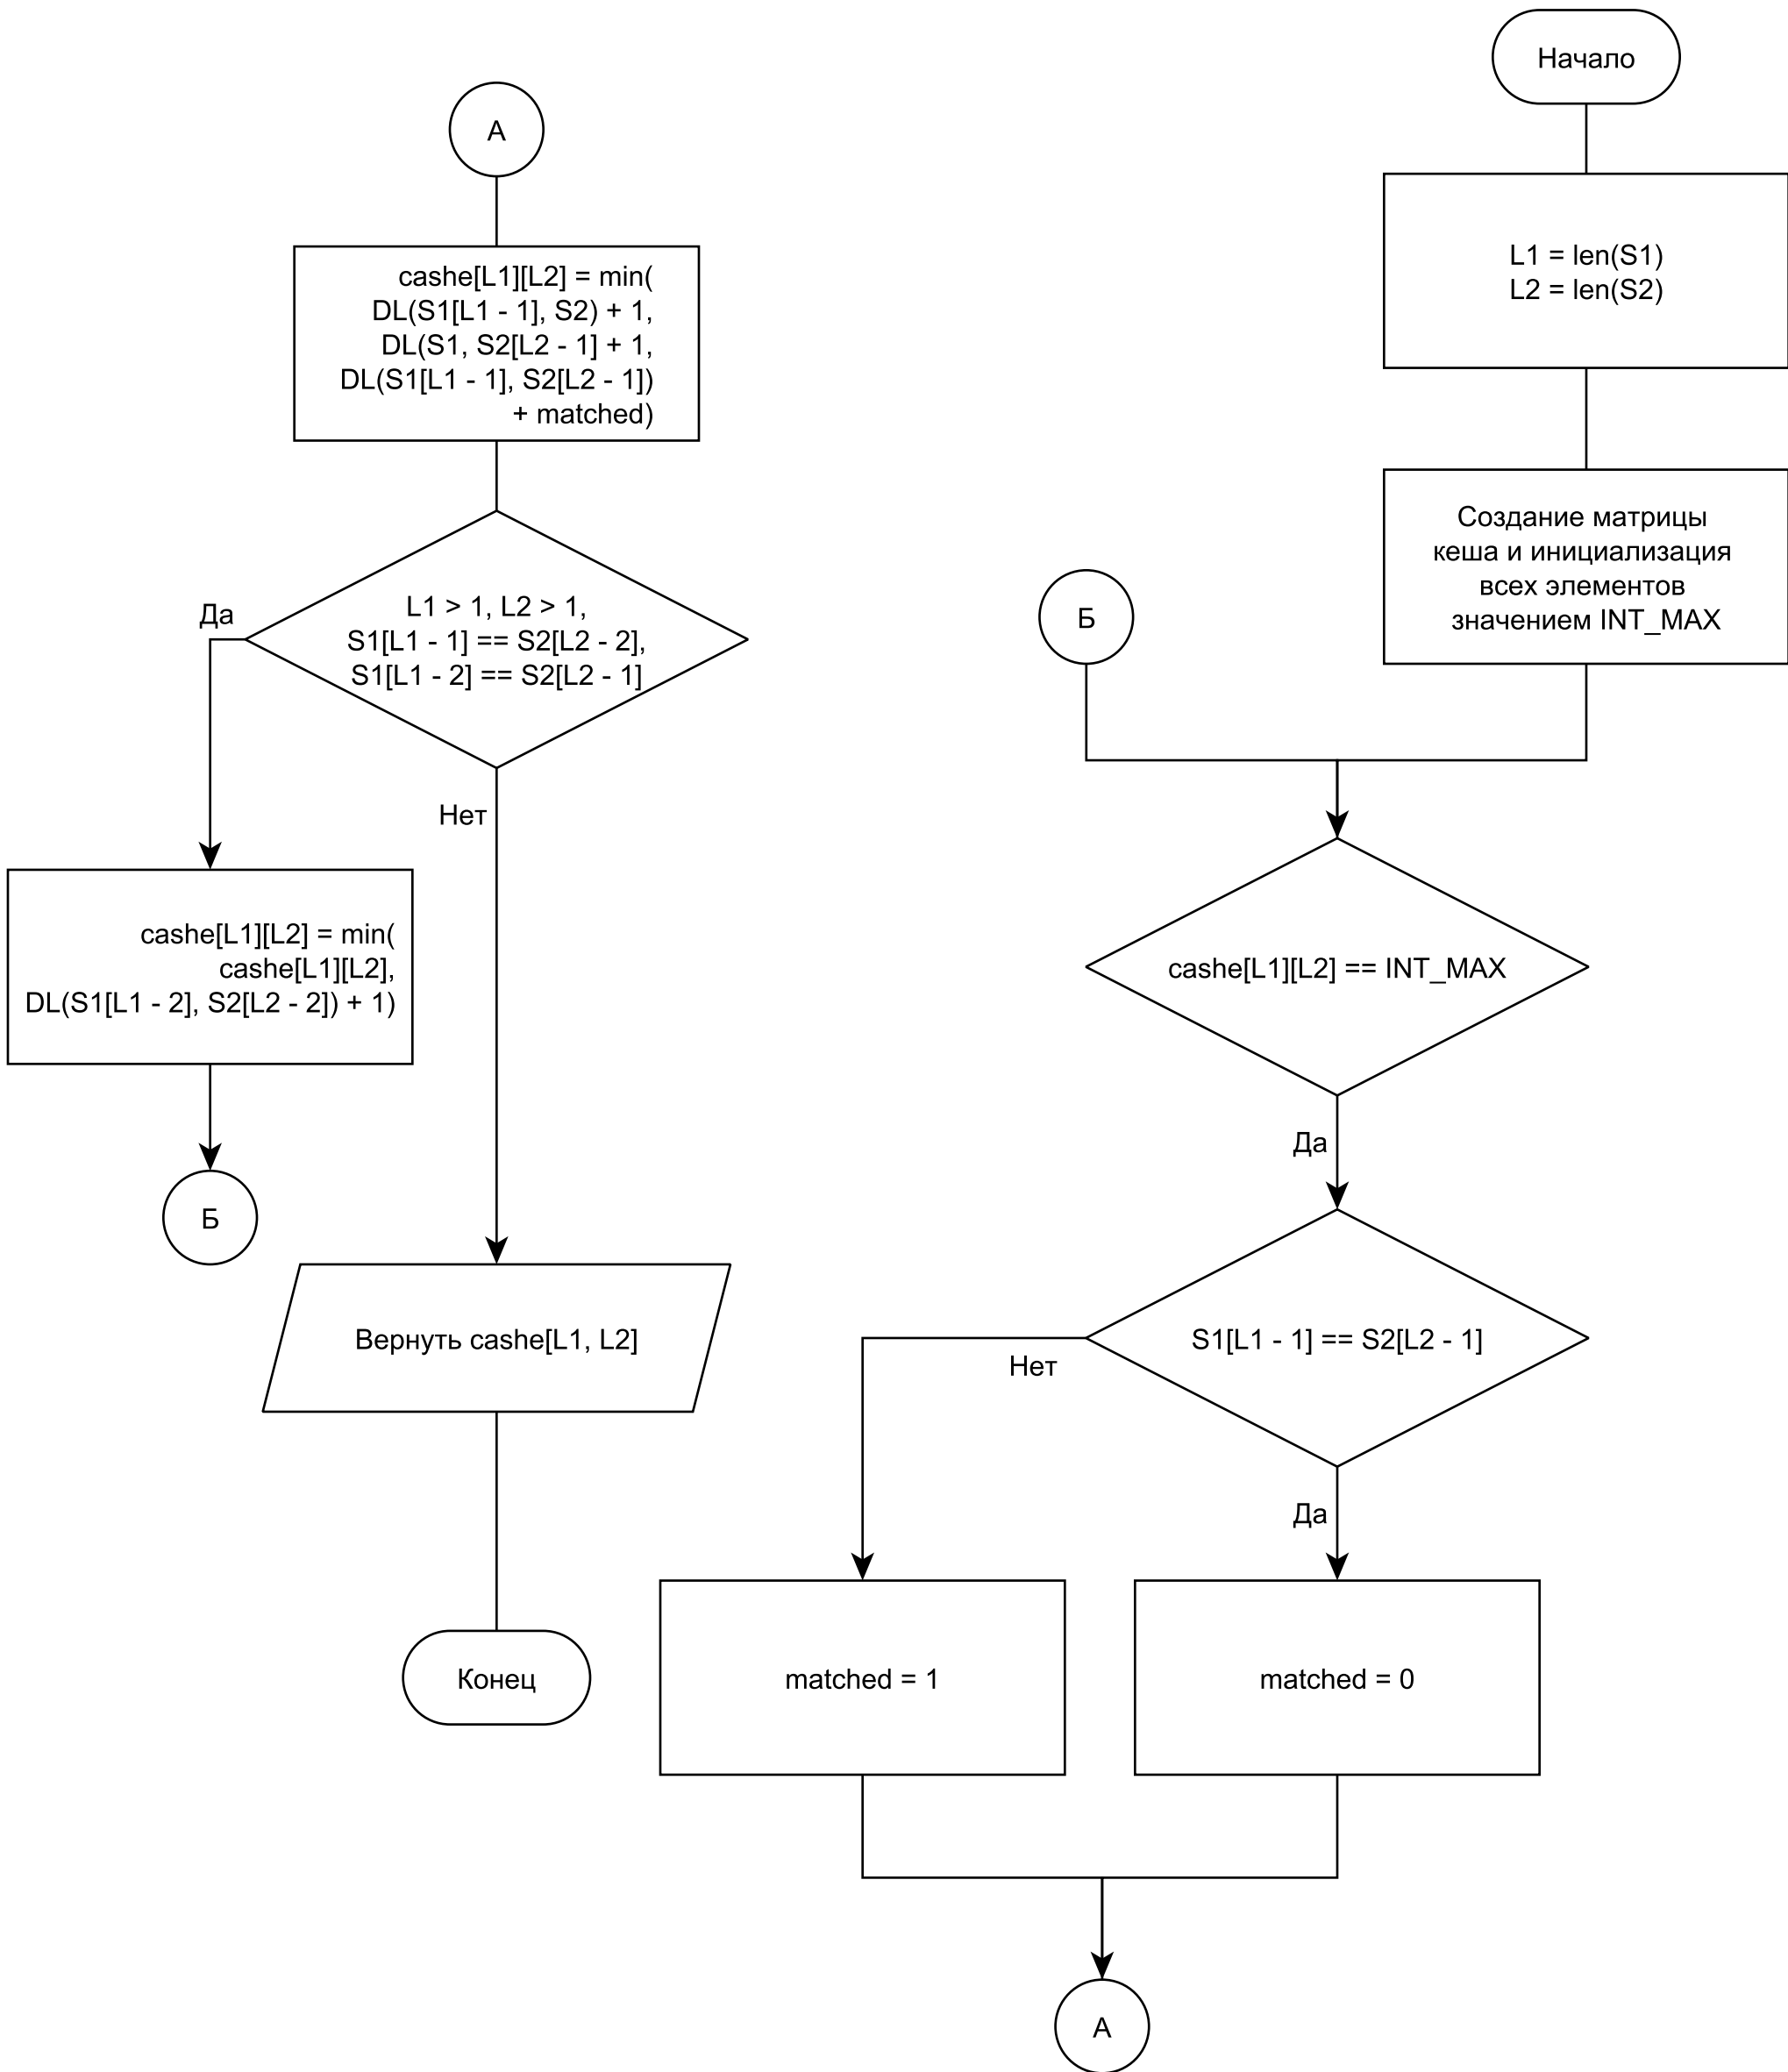 Начало
L1 = len(S1)
L2 = len(S2)
Создание матрицы
кеша и инициализация
всех элементов
значением INT_MAX
Б
cashe[L1][L2] == INT_MAX
Да
S1[L1 - 1] == S2[L2 - 1]
Нет
Да
matched = 1
matched = 0
А
А
cashe[L1][L2] = min(
DL(S1[L1 - 1], S2) + 1,
DL(S1, S2[L2 - 1] + 1,
DL(S1[L1 - 1], S2[L2 - 1])
+ matched)
L1 > 1, L2 > 1,
S1[L1 - 1] == S2[L2 - 2],
S1[L1 - 2] == S2[L2 - 1]
Да
Нет
cashe[L1][L2] = min(
cashe[L1][L2],
DL(S1[L1 - 2], S2[L2 - 2]) + 1)
Б
Вернуть cashe[L1, L2]
Конец